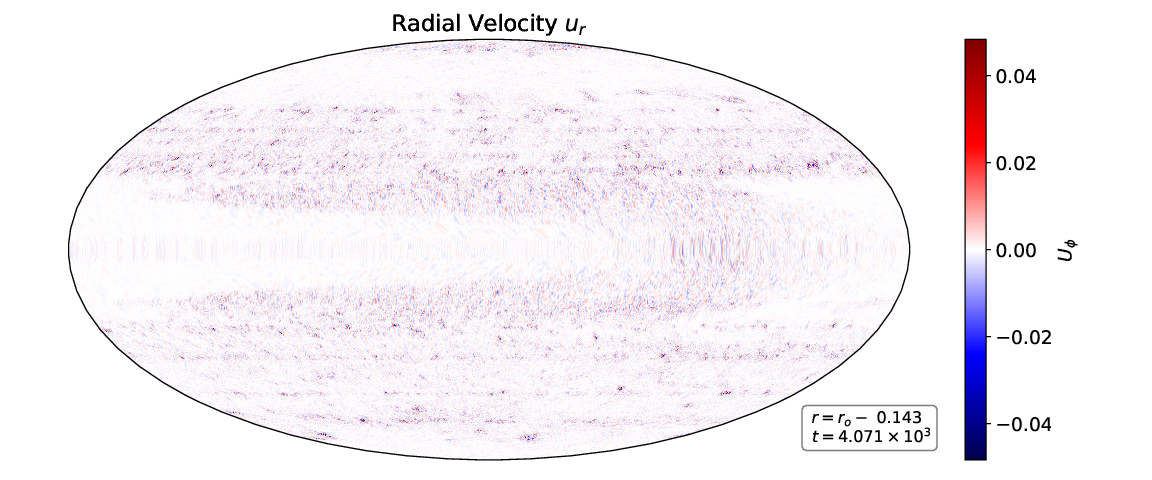 Radial Velocity u_r
0.04
0.02
0.00
−0.02
−0.04
U_ϕ
r = r_o − 0.143
t = 4.071 × 10^3